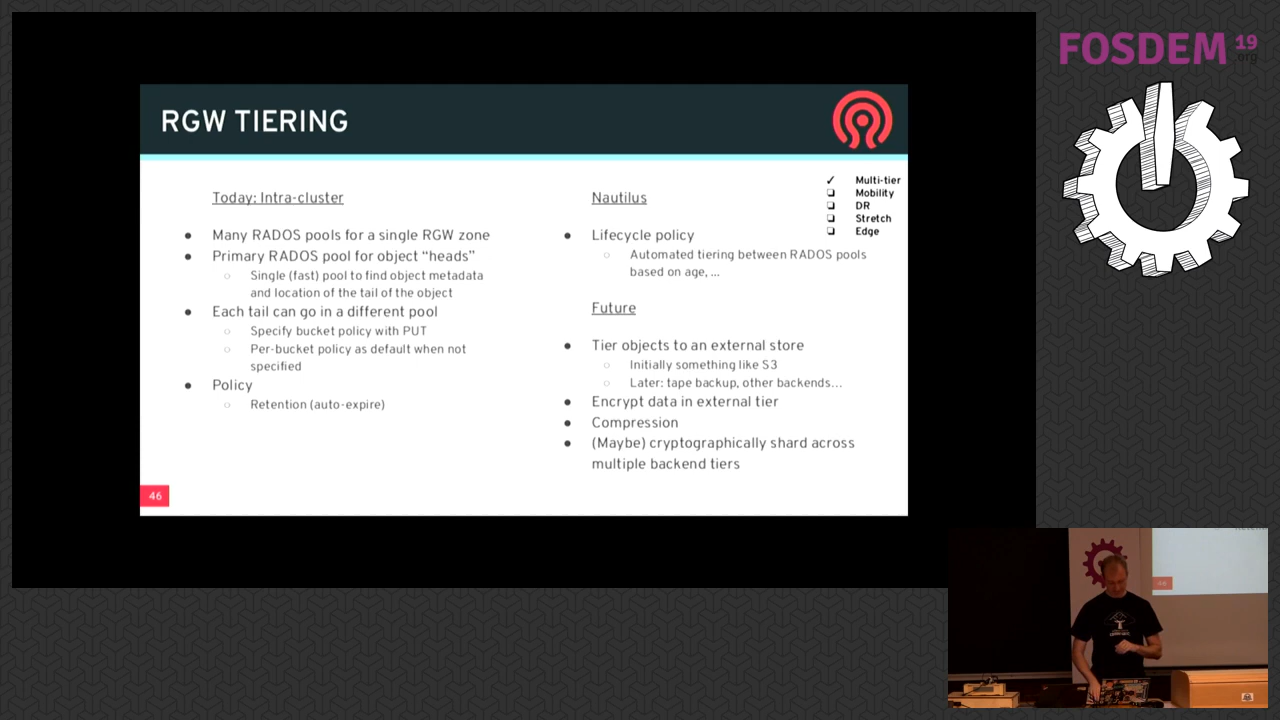 FOSDEM 19
.org
RGW TIERING
Today: Intra-cluster
● Many RADOS pools for a single RGW zone
● Primary RADOS pool for object “heads”
○ Single (fast) pool to find object metadata
and location of the tail of the object
● Each tail can go in a different pool
○ Specify bucket policy with PUT
○ Per-bucket policy as default when not
specified
● Policy
○ Retention (auto-expire)
Nautilus
● Lifecycle policy
○ Automated tiering between RADOS pools
based on age, ...
Future
● Tier objects to an external store
○ Initially something like S3
○ Later: tape backup, other backends…
● Encrypt data in external tier
● Compression
● (Maybe) cryptographically shard across
multiple backend tiers
✓ Multi-tier
❏ Mobility
❏ DR
❏ Stretch
❏ Edge
46